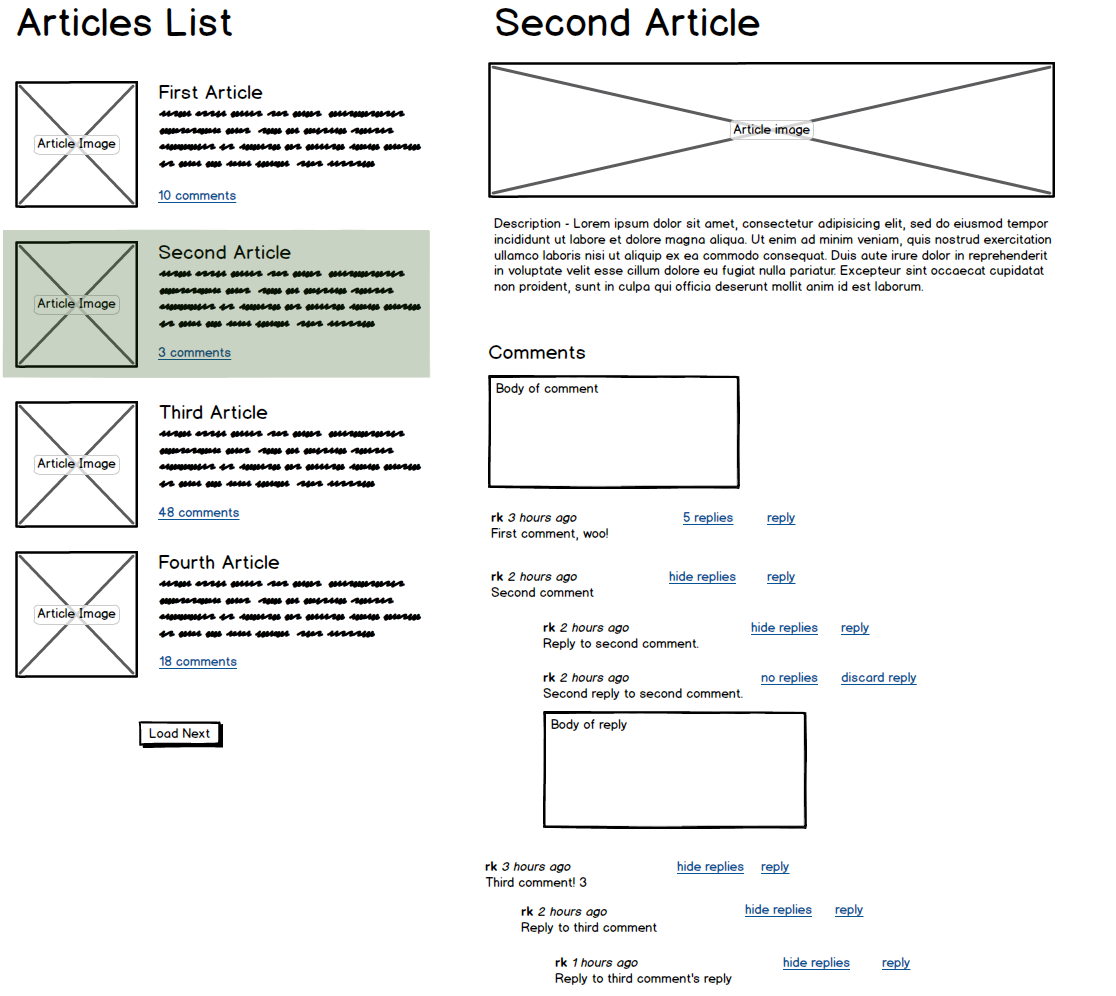 Articles List
Article Image
First Article
10 comments
Article Image
Second Article
3 comments
Article Image
Third Article
48 comments
Article Image
Fourth Article
18 comments
Load Next
Second Article
Article image
Description - Lorem ipsum dolor sit amet, consectetur adipisicing elit, sed do eiusmod tempor
incididunt ut labore et dolore magna aliqua. Ut enim ad minim veniam, quis nostrud exercitation
ullamco laboris nisi ut aliquip ex ea commodo consequat. Duis aute irure dolor in reprehenderit
in voluptate velit esse cillum dolore eu fugiat nulla pariatur. Excepteur sint occaecat cupidatat
non proident, sunt in culpa qui officia deserunt mollit anim id est laborum.
Comments
Body of comment
rk 3 hours ago 5 replies reply
First comment, woo!
rk 2 hours ago hide replies reply
Second comment
rk 2 hours ago hide replies reply
Reply to second comment.
rk 2 hours ago no replies discard reply
Second reply to second comment.
Body of reply
rk 3 hours ago hide replies reply
Third comment! 3
rk 2 hours ago hide replies reply
Reply to third comment
rk 1 hours ago hide replies reply
Reply to third comment's reply